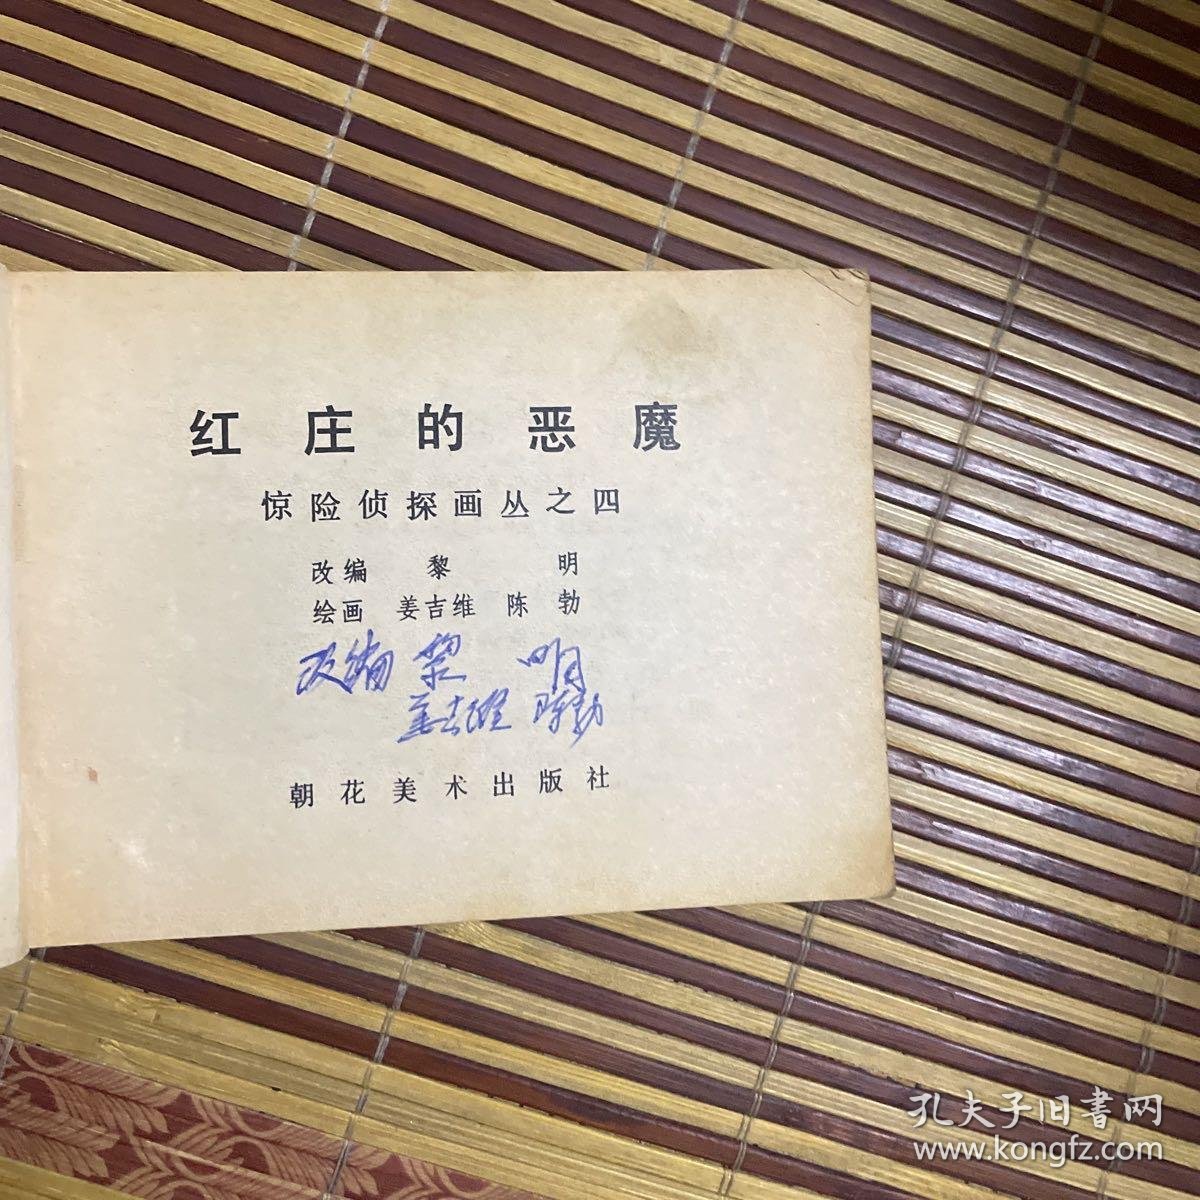 红庄的恶魔
惊险侦探画丛之四
改编 黎 明
绘画 姜吉维 陈 勃
改编 黎 明
姜吉维 陈勃
朝花美术出版社
孔夫子旧书网
www.kongfz.com